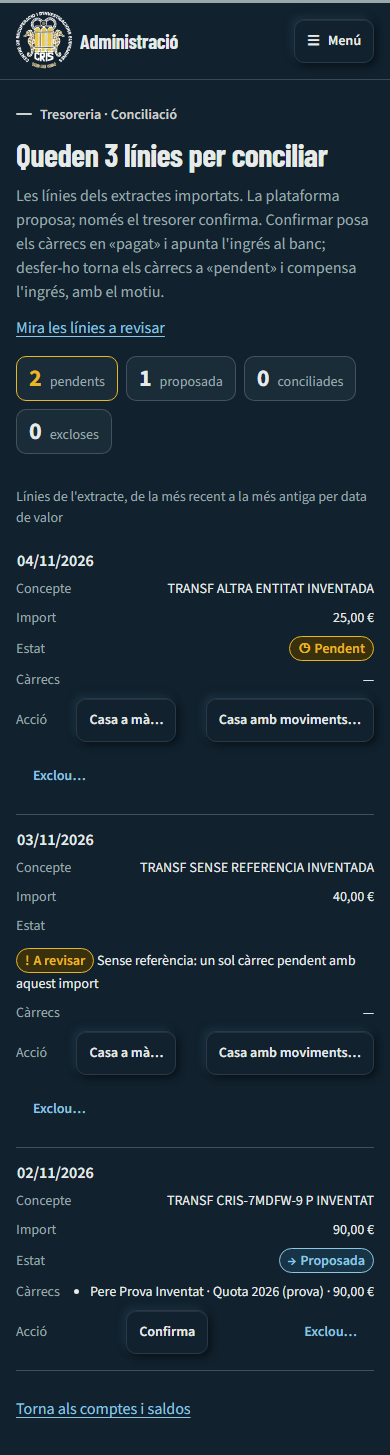 CRIS
Administració
☰ Menú
— Tresoreria · Conciliació
Queden 3 línies per conciliar
Les línies dels extractes importats. La plataforma
proposa; només el tresorer confirma. Confirmar posa
els càrrecs en «pagat» i apunta l'ingrés al banc;
desfer-ho torna els càrrecs a «pendent» i compensa
l'ingrés, amb el motiu.
Mira les línies a revisar
2 pendents
1 proposada
0 conciliades
0 excloses
Línies de l'extracte, de la més recent a la més antiga per data
de valor
04/11/2026
Concepte TRANSF ALTRA ENTITAT INVENTADA
Import 25,00 €
Estat Pendent
Càrrecs —
Acció Casa a mà… Casa amb moviments…
Exclou…
03/11/2026
Concepte TRANSF SENSE REFERENCIA INVENTADA
Import 40,00 €
Estat
! A revisar Sense referència: un sol càrrec pendent amb
aquest import
Càrrecs —
Acció Casa a mà… Casa amb moviments…
Exclou…
02/11/2026
Concepte TRANSF CRIS-7MDFW-9 P INVENTAT
Import 90,00 €
Estat → Proposada
Càrrecs • Pere Prova Inventat · Quota 2026 (prova) · 90,00 €
Acció Confirma Exclou…
Torna als comptes i saldos